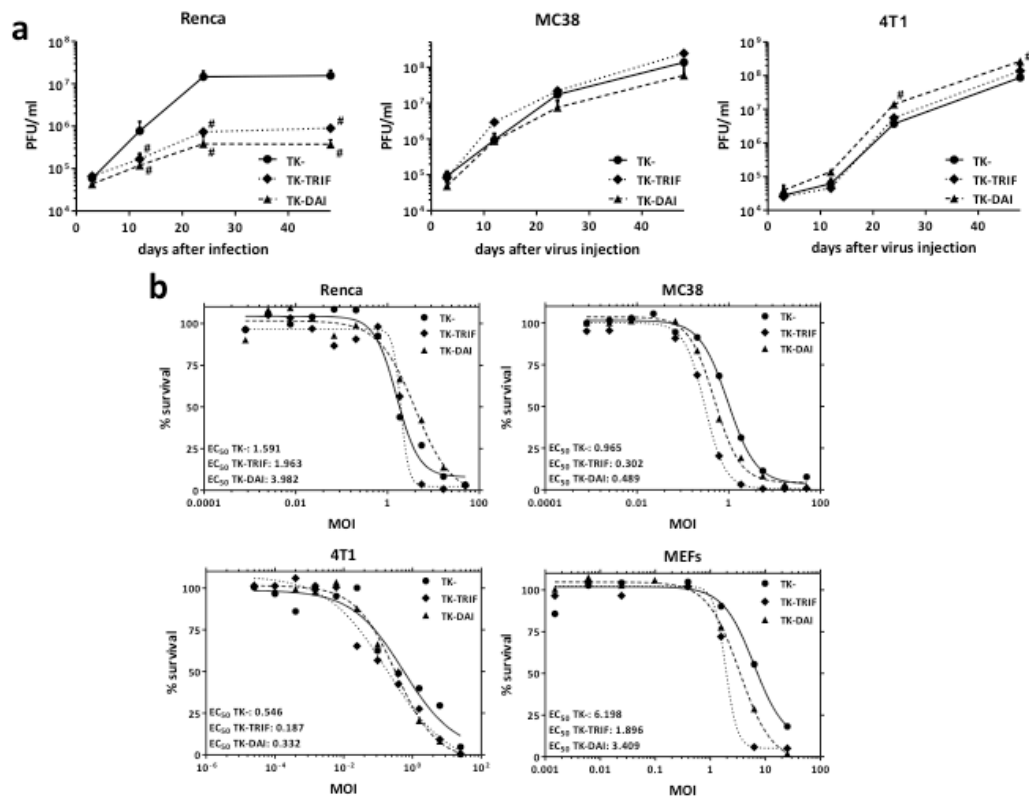 a
Renca
PFU/ml
10^8
10^7
10^6
10^5
10^4
0 10 20 30 40
# # #
# # #
TK-
TK-TRIF
TK-DAI
days after infection
MC38
PFU/ml
10^8
10^7
10^6
10^5
10^4
0 10 20 30 40
TK-
TK-TRIF
TK-DAI
days after virus injection
4T1
PFU/ml
10^9
10^8
10^7
10^6
10^5
10^4
0 10 20 30 40
# #
TK-
TK-TRIF
TK-DAI
days after virus injection
b
Renca
% survival
100
75
50
25
0
0.0001 0.01 1 100
TK-
TK-TRIF
TK-DAI
EC₅₀ TK-: 1.591
EC₅₀ TK-TRIF: 1.963
EC₅₀ TK-DAI: 3.982
MOI
MC38
% survival
100
75
50
25
0
0.0001 0.01 1 100
TK-
TK-TRIF
TK-DAI
EC₅₀ TK-: 0.965
EC₅₀ TK-TRIF: 0.302
EC₅₀ TK-DAI: 0.489
MOI
4T1
% survival
100
75
50
25
0
10^-6 10^-4 10^-2 10^0 10^2
TK-
TK-TRIF
TK-DAI
EC₅₀ TK-: 0.546
EC₅₀ TK-TRIF: 0.187
EC₅₀ TK-DAI: 0.332
MOI
MEFs
% survival
100
75
50
25
0
0.001 0.01 0.1 1 10 100
TK-
TK-TRIF
TK-DAI
EC₅₀ TK-: 6.198
EC₅₀ TK-TRIF: 1.896
EC₅₀ TK-DAI: 3.409
MOI